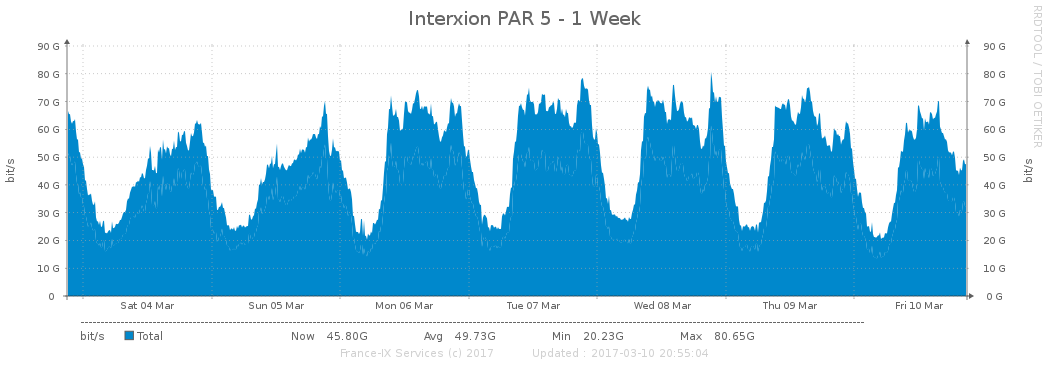 Interxion PAR 5 - 1 Week
RRDTOOL / TOBI OETIKER
90 G 90 G
80 G 80 G
70 G 70 G
60 G 60 G
50 G 50 G
40 G 40 G
30 G 30 G
20 G 20 G
10 G 10 G
0 0 G
bit/s bit/s
Sat 04 Mar Sun 05 Mar Mon 06 Mar Tue 07 Mar Wed 08 Mar Thu 09 Mar Fri 10 Mar
bit/s Total Now 45.80G Avg 49.73G Min 20.23G Max 80.65G
France-IX Services (c) 2017 Updated : 2017-03-10 20:55:04